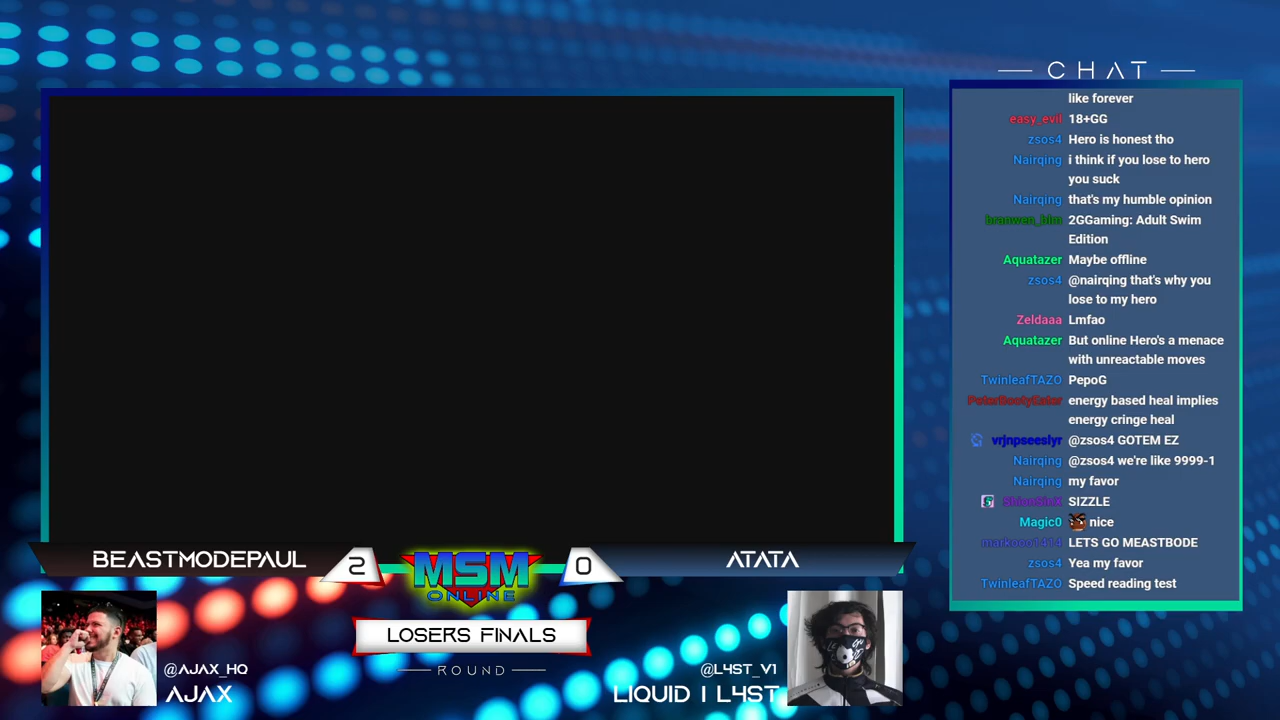 CHAT
like forever
easy_evil 18+GG
zsos4 Hero is honest tho
Nairqing i think if you lose to hero
you suck
Nairqing that's my humble opinion
branwen_blu 2GGaming: Adult Swim
Edition
Aquatazer Maybe offline
zsos4 @nairqing that's why you
lose to my hero
Zeldaaa Lmfao
Aquatazer But online Hero's a menace
with unreactable moves
TwinleafTAZO PepoG
PeterBootyEater energy based heal implies
energy cringe heal
vrjnpseeslyr @zsos4 GOTEM EZ
Nairqing @zsos4 we're like 9999-1
Nairqing my favor
SIZZLE
Magic0 nice
markooo1414 LETS GO MEASTBODE
zsos4 Yea my favor
TwinleafTAZO Speed reading test
BEASTMODEPAUL 2
MSM
ONLINE
0 ATATA
LOSERS FINALS
ROUND
@AJAX_HQ
AJAX
@L4ST_V1
LIQUID | L4ST